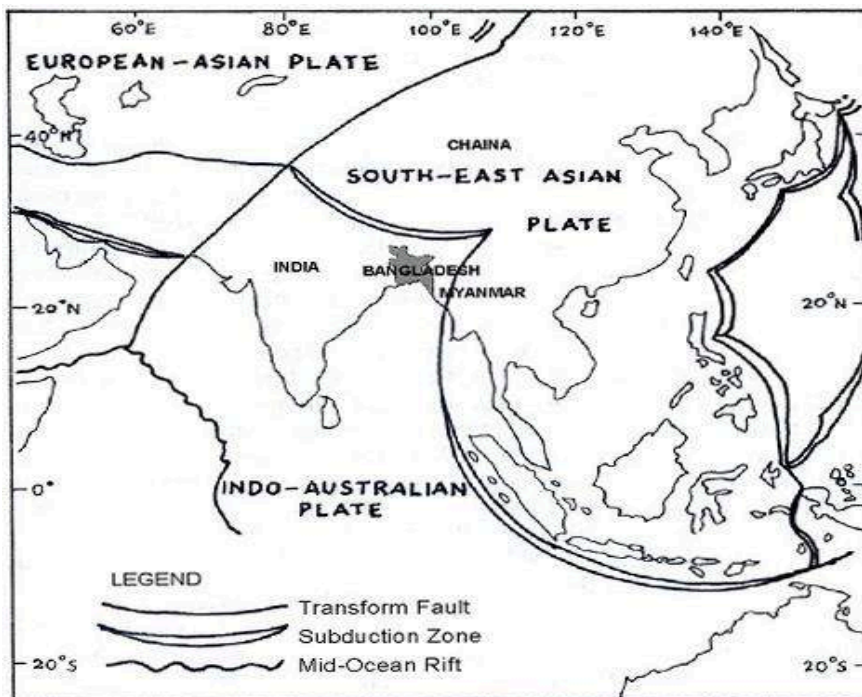 60°E 80°E 100°E 120°E 140°E
EUROPEAN-ASIAN PLATE
40°N
CHAINA
SOUTH-EAST ASIAN
PLATE
INDIA
BANGLADESH
MYANMAR
20°N 20°N
0° 0°
INDO-AUSTRALIAN
PLATE
LEGEND
Transform Fault
Subduction Zone
Mid-Ocean Rift
20°S 20°S